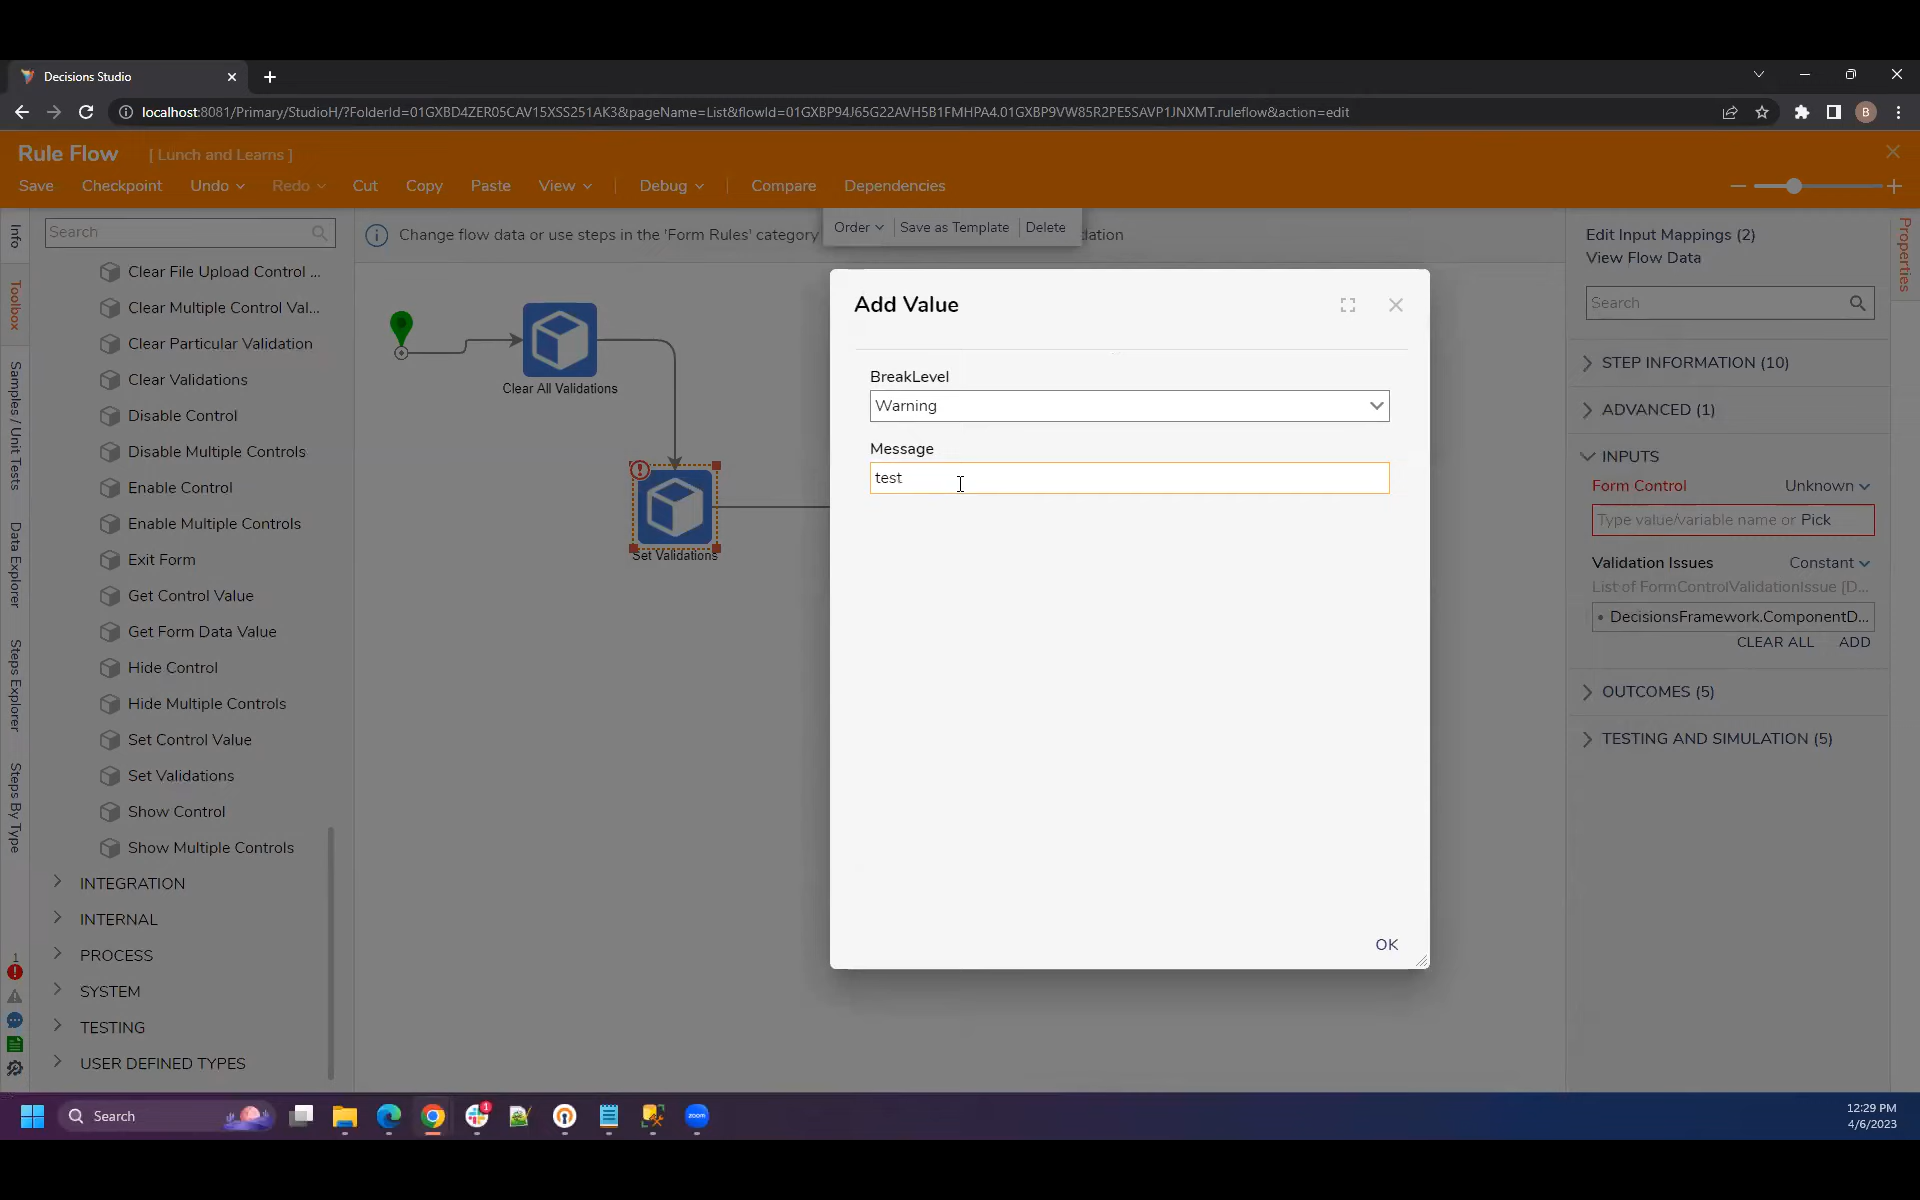 Decisions Studio
localhost:8081/Primary/StudioH/?FolderId=01GXBD4ZER05CAV15XSS251AK3&pageName=List&flowId=01GXBP94J65G22AVH5B1FMHPA4.01GXBP9VW85R2PE5SAVP1JNXMT.ruleflow&action=edit
B
Rule Flow [ Lunch and Learns ]
Save Checkpoint Undo Redo Cut Copy Paste View Debug Compare Dependencies
Info
Toolbox
Samples / Unit Tests
Data Explorer
Steps Explorer
Steps By Type
1
Search
Clear File Upload Control ...
Clear Multiple Control Val...
Clear Particular Validation
Clear Validations
Disable Control
Disable Multiple Controls
Enable Control
Enable Multiple Controls
Exit Form
Get Control Value
Get Form Data Value
Hide Control
Hide Multiple Controls
Set Control Value
Set Validations
Show Control
Show Multiple Controls
INTEGRATION
INTERNAL
PROCESS
SYSTEM
TESTING
USER DEFINED TYPES
Change flow data or use steps in the 'Form Rules' category
dation
Order Save as Template Delete
Clear All Validations
Set Validations
Add Value
BreakLevel
Warning
Message
test
OK
Properties
Edit Input Mappings (2)
View Flow Data
Search
STEP INFORMATION (10)
ADVANCED (1)
INPUTS
Form Control Unknown
Type value/variable name or Pick
Validation Issues Constant
List of FormControlValidationIssue [D...
• DecisionsFramework.ComponentD...
CLEAR ALL ADD
OUTCOMES (5)
TESTING AND SIMULATION (5)
Search
1
zoom
12:29 PM
4/6/2023